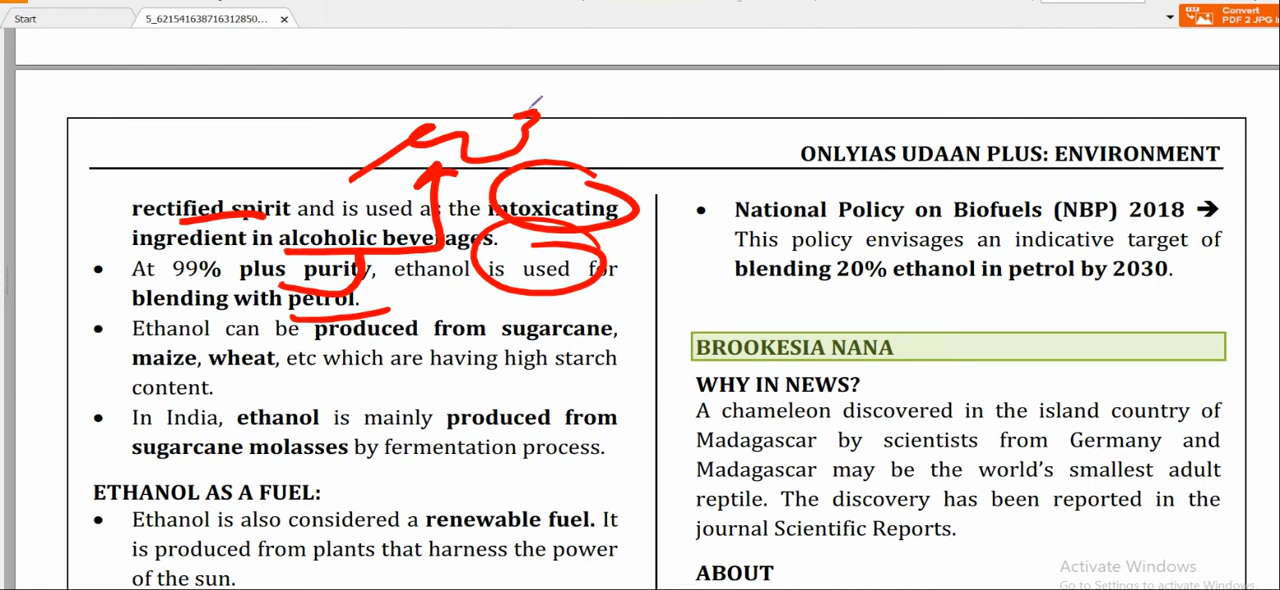 Start
5_621541638716312850...
Convert
PDF 2 JPG i
ONLYIAS UDAAN PLUS: ENVIRONMENT
rectified spirit and is used as the intoxicating
ingredient in alcoholic beverages.
• At 99% plus purity, ethanol is used for
blending with petrol.
• Ethanol can be produced from sugarcane,
maize, wheat, etc which are having high starch
content.
• In India, ethanol is mainly produced from
sugarcane molasses by fermentation process.
ETHANOL AS A FUEL:
• Ethanol is also considered a renewable fuel. It
is produced from plants that harness the power
of the sun.
• National Policy on Biofuels (NBP) 2018 ➔
This policy envisages an indicative target of
blending 20% ethanol in petrol by 2030.
BROOKESIA NANA
WHY IN NEWS?
A chameleon discovered in the island country of
Madagascar by scientists from Germany and
Madagascar may be the world's smallest adult
reptile. The discovery has been reported in the
journal Scientific Reports.
ABOUT
Activate Windows
Go to Settings to activate Windows.